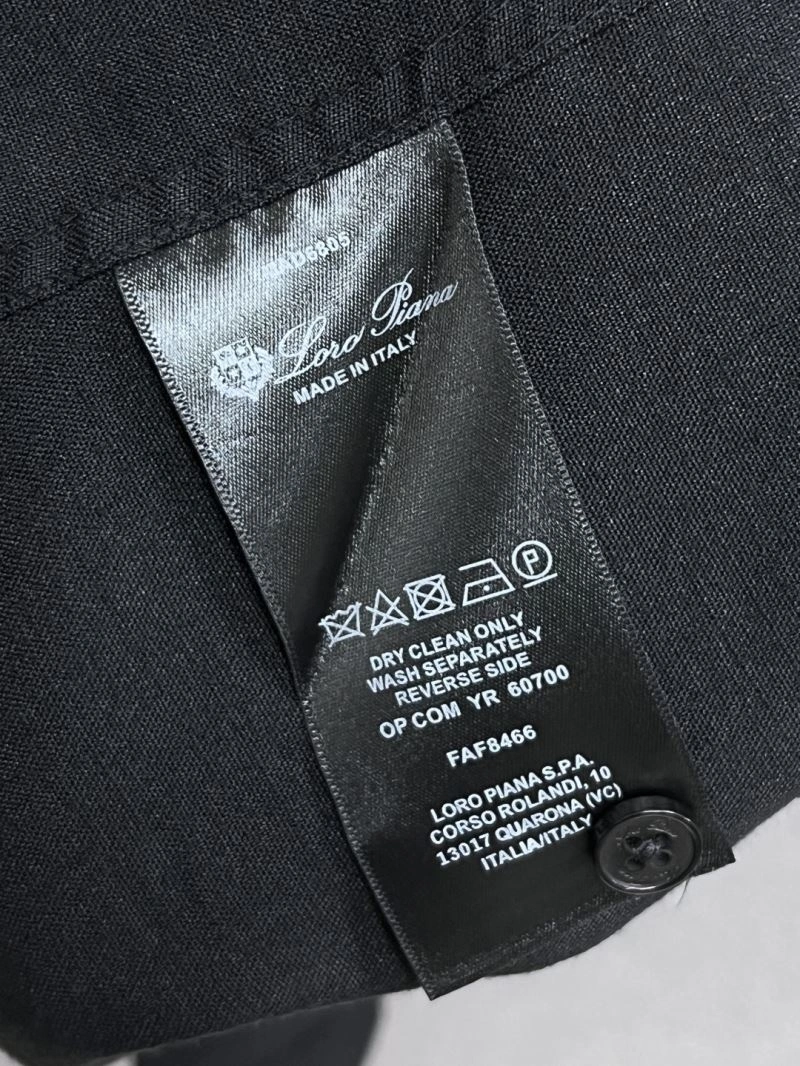 Loro Piana
MADE IN ITALY
P
DRY CLEAN ONLY
WASH SEPARATELY
REVERSE SIDE
OP COM YR 60700
FAF8466
LORO PIANA S.P.A.
CORSO ROLANDI, 10
13017 QUARONA (VC)
ITALIA/ITALY